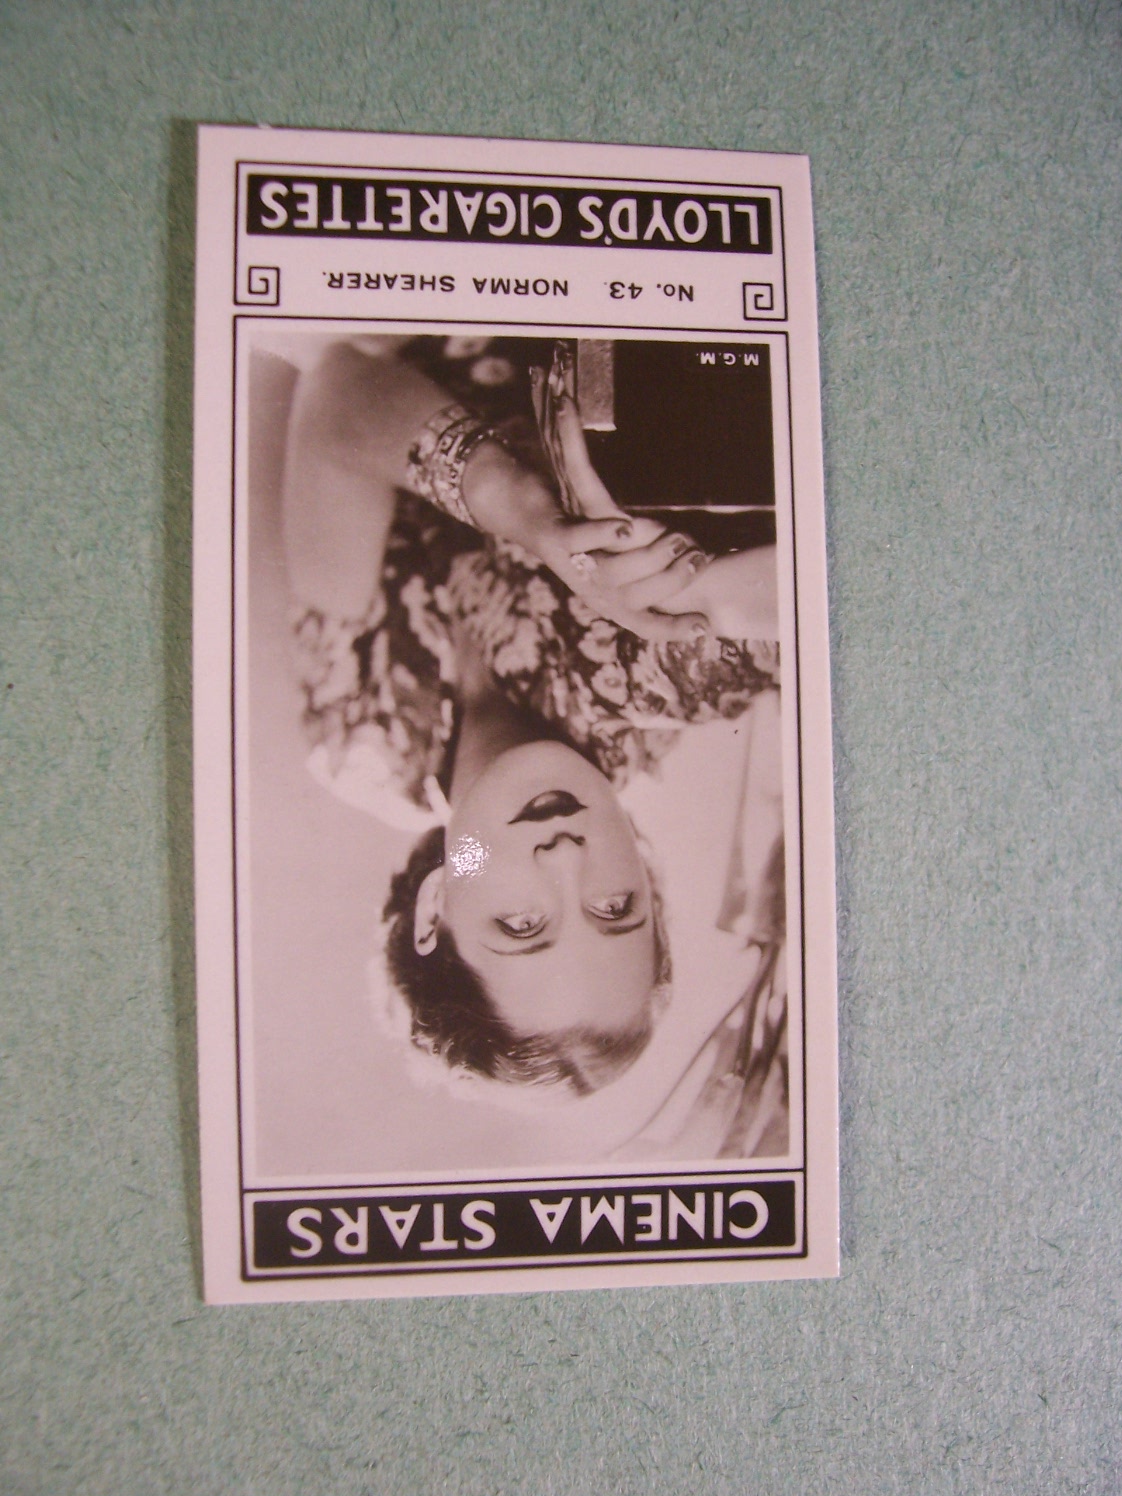 CINEMA STARS
M.G.M.
No. 43. NORMA SHEARER.
LLOYD'S CIGARETTES